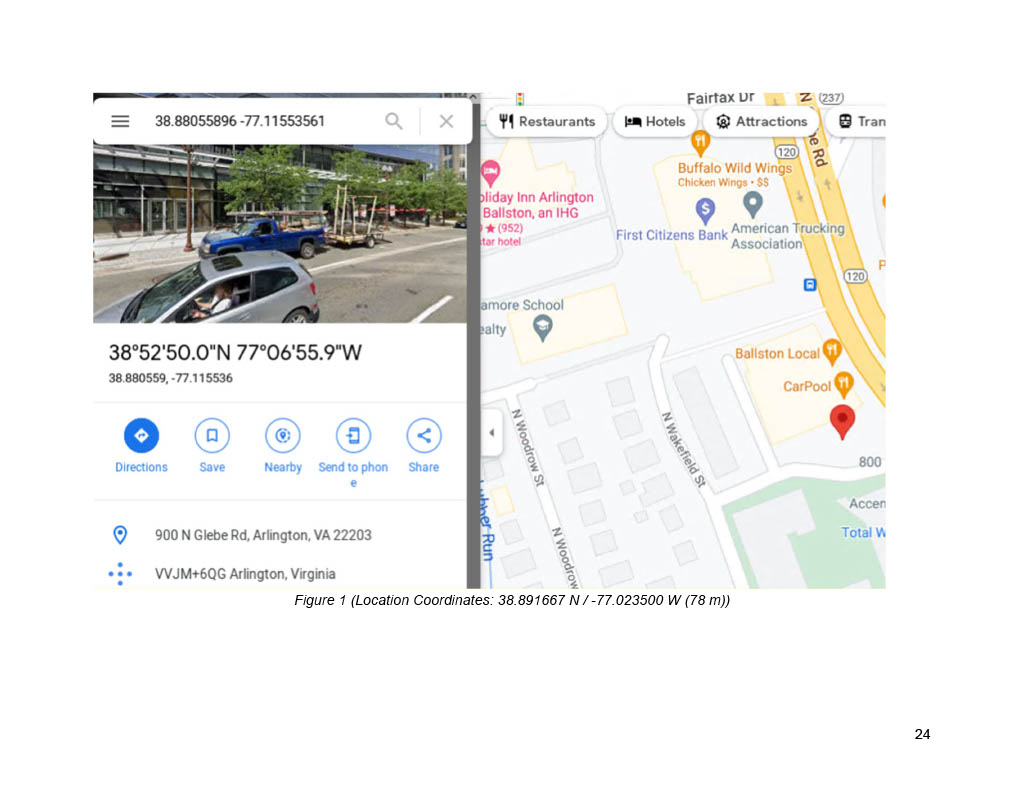 38.88055896 -77.11553561
38°52'50.0"N 77°06'55.9"W
38.880559, -77.115536
Directions
Save
Nearby
Send to phon
e
Share
900 N Glebe Rd, Arlington, VA 22203
VVJM+6QG Arlington, Virginia
Restaurants
Hotels
Attractions
Tran
Fairfax Dr
N
(237)
be Rd
120
Buffalo Wild Wings
Chicken Wings • $$
oliday Inn Arlington
Ballston, an IHG
(952)
star hotel
First Citizens Bank
American Trucking
Association
120
P
amore School
ealty
Ballston Local
CarPool
N Woodrow St
N Wakefield St
800
Accen
Total W
Lubber Run
N Woodrow
Figure 1 (Location Coordinates: 38.891667 N / -77.023500 W (78 m))
24